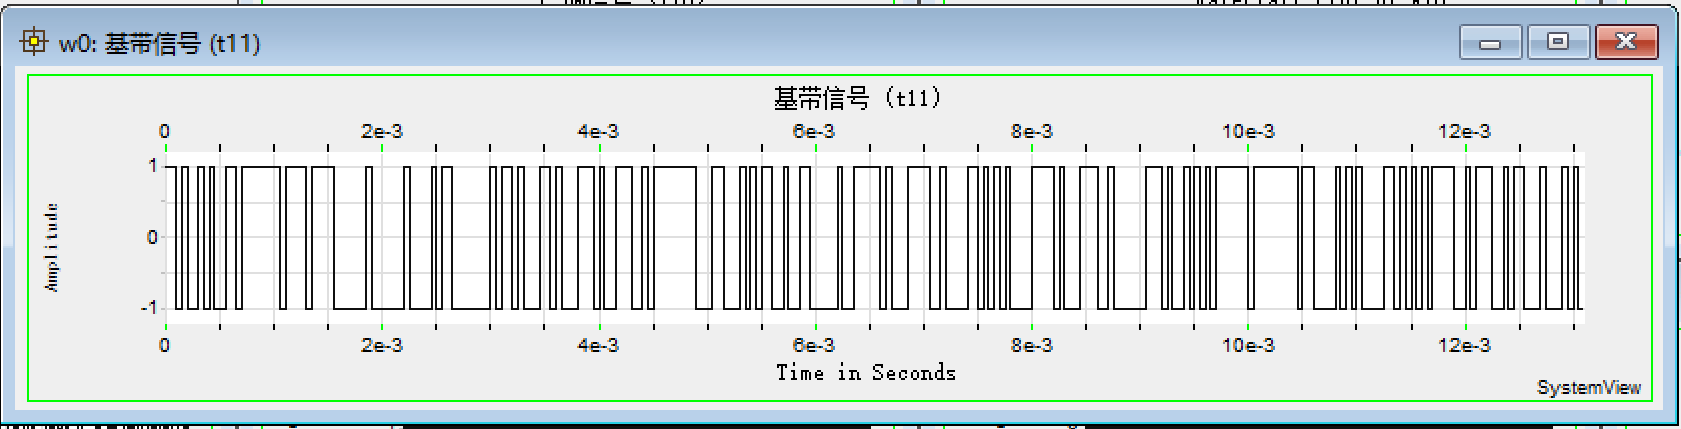 w0: 基带信号 (t11)
基带信号 (t11)
0 2e-3 4e-3 6e-3 8e-3 10e-3 12e-3
1
0
-1
Amplitude
0 2e-3 4e-3 6e-3 8e-3 10e-3 12e-3
Time in Seconds
SystemView